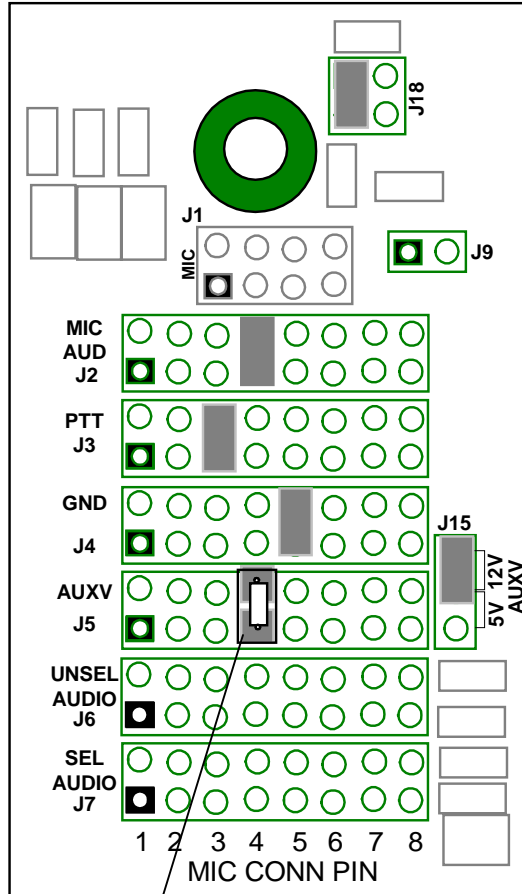 J18
J1
MIC
J9
MIC
AUD
J2
PTT
J3
GND
J4
J15
12V
5V
AUXV
AUXV
J5
UNSEL
AUDIO
J6
SEL
AUDIO
J7
1 2 3 4 5 6 7 8
MIC CONN PIN